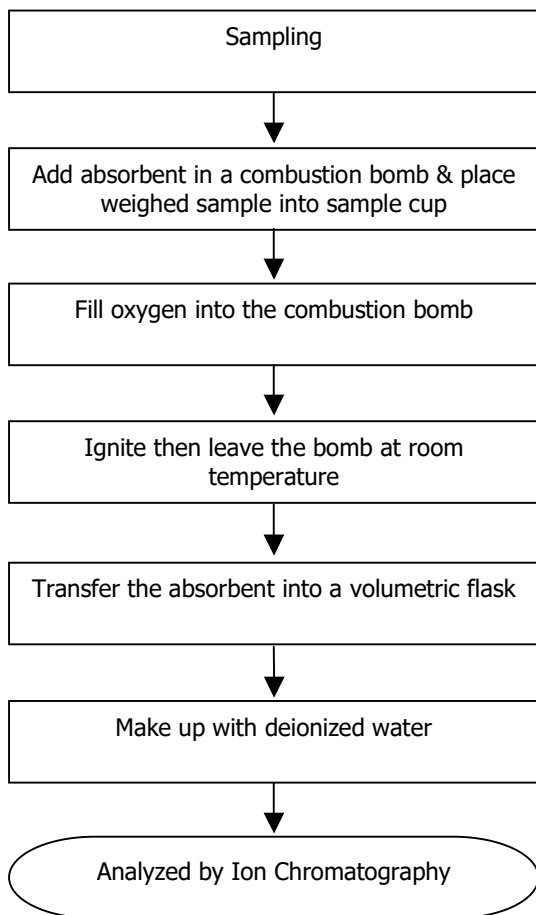 Sampling
Add absorbent in a combustion bomb & place
weighed sample into sample cup
Fill oxygen into the combustion bomb
Ignite then leave the bomb at room
temperature
Transfer the absorbent into a volumetric flask
Make up with deionized water
Analyzed by Ion Chromatography